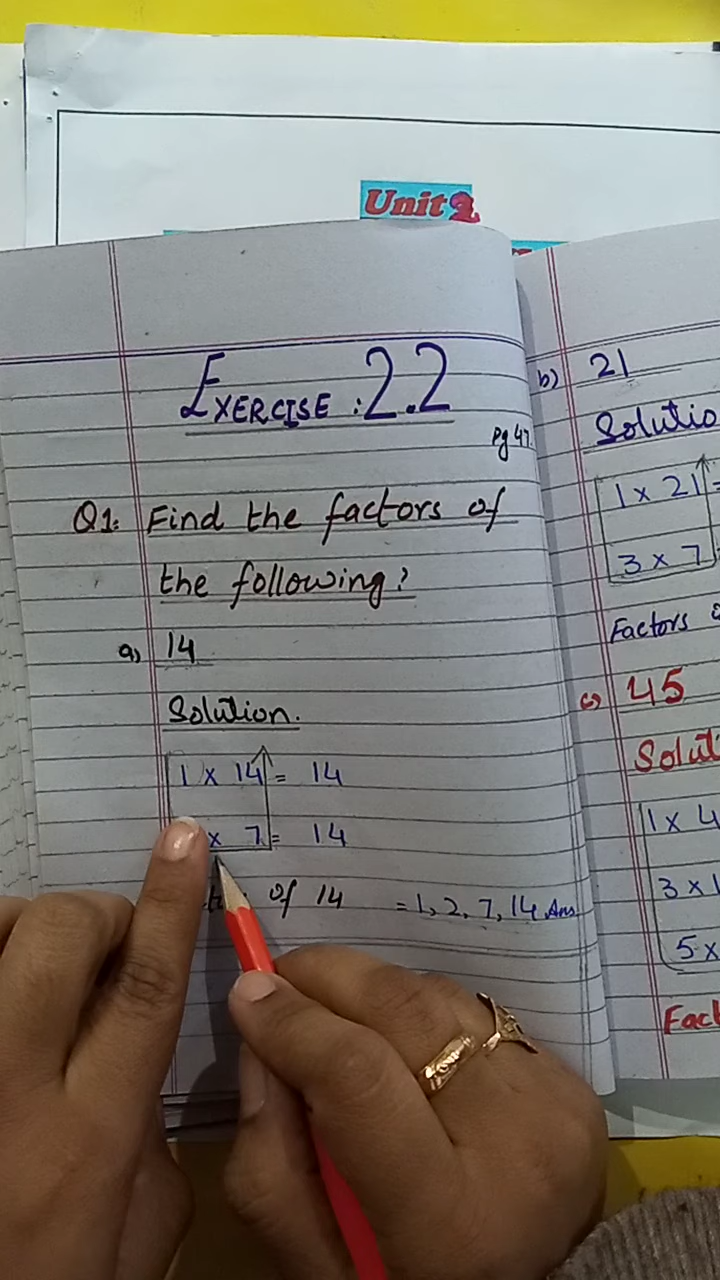 Unit 2
EXERCISE : 2.2
Pg 47.
Q1: Find the factors of
the following?
a) 14
Solution.
1 x 14 = 14
x 7 = 14
of 14 = 1, 2, 7, 14 Ans
b) 21
Solutio
1 x 21 =
3 x 7
Factors
c) 45
Solut
1 x 4
3 x 1
5 x
Fact